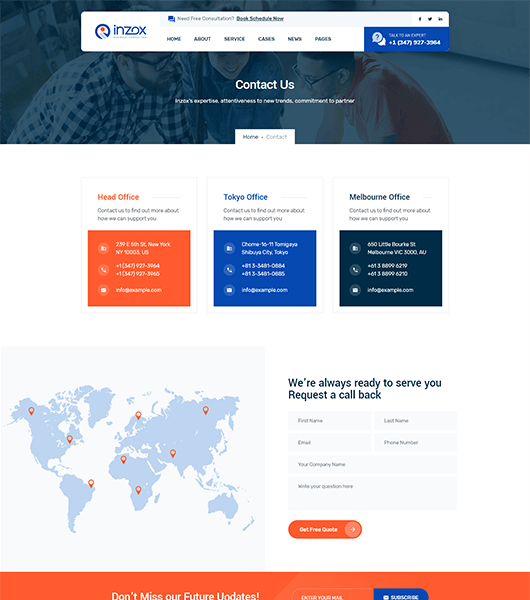 Need Free Consultation? Book Schedule Now
inzox
HOME ABOUT SERVICE CASES NEWS PAGES
TALK TO AN EXPERT
+1 (347) 927-3964
Contact Us
Inzox's expertise, attentiveness to new trends, commitment to partner
Home Contact
Head Office
Contact us to find out more about
how we can support you
239 E 5th St, New York
NY 10003, US
+1 (347) 927-3964
+1 (347) 927-3965
info@example.com
Tokyo Office
Contact us to find out more about
how we can support you
Chome-16-11 Tomigaya
Shibuya City, Tokyo
+81 3-3481-0884
+81 3-3481-0885
info@example.com
Melbourne Office
Contact us to find out more about
how we can support you
650 Little Bourke St
Melbourne VIC 3000, AU
+61 3 8899 6219
+61 3 8899 6210
info@example.com
We're always ready to serve you
Request a call back
First Name Last Name
Email Phone Number
Your Company Name
Write your question here
Get Free Quote
Don't Miss our Future Updates!
ENTER YOUR MAIL SUBSCRIBE